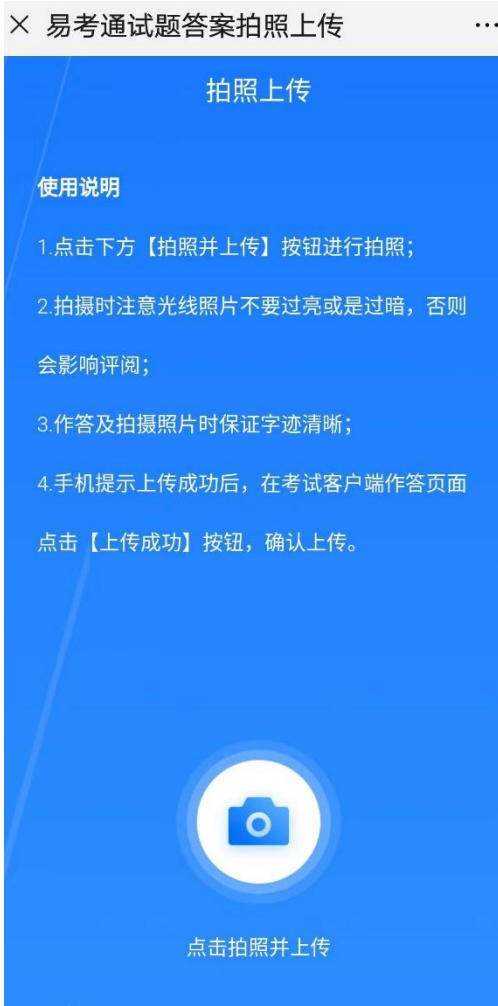 × 易考通试题答案拍照上传 ...
拍照上传
使用说明
1.点击下方【拍照并上传】按钮进行拍照；
2.拍摄时注意光线照片不要过亮或是过暗，否则
会影响评阅；
3.作答及拍摄照片时保证字迹清晰；
4.手机提示上传成功后，在考试客户端作答页面
点击【上传成功】按钮，确认上传。
点击拍照并上传